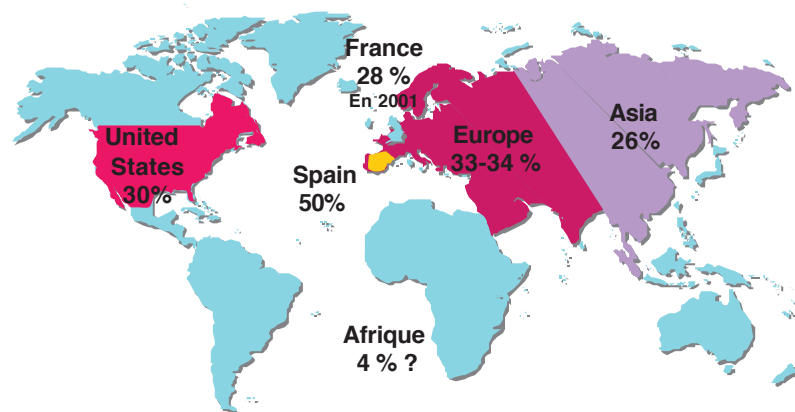 France
28 %
En 2001
United
States
30%
Spain
50%
Europe
33-34 %
Asia
26%
Afrique
4 % ?